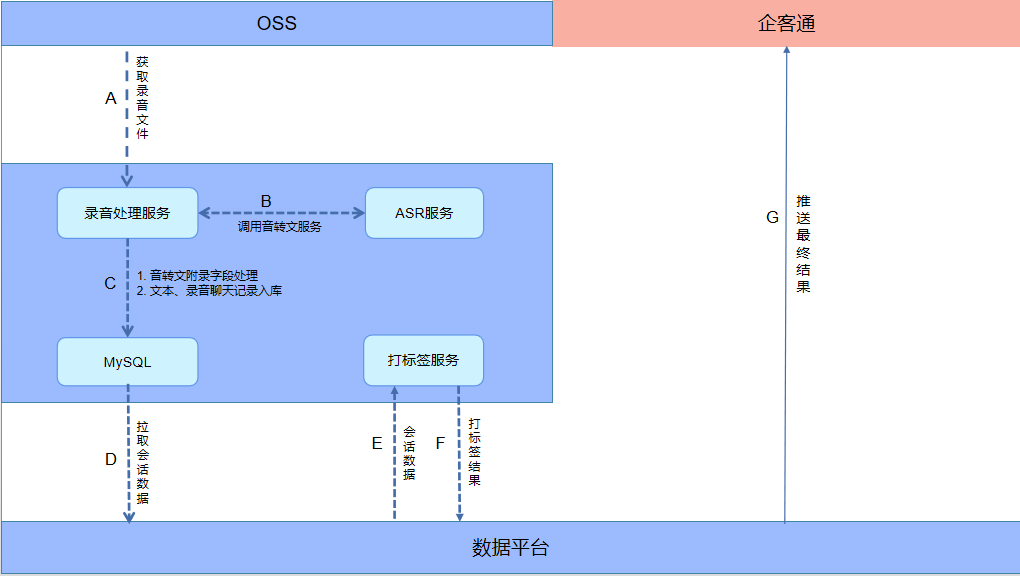 OSS
企客通
A
获取录音文件
录音处理服务
B
调用音转文服务
ASR服务
G
推送最终结果
C
1. 音转文附录字段处理
2. 文本、录音聊天记录入库
MySQL
打标签服务
D
拉取会话数据
E
会话数据
F
打标签结果
数据平台